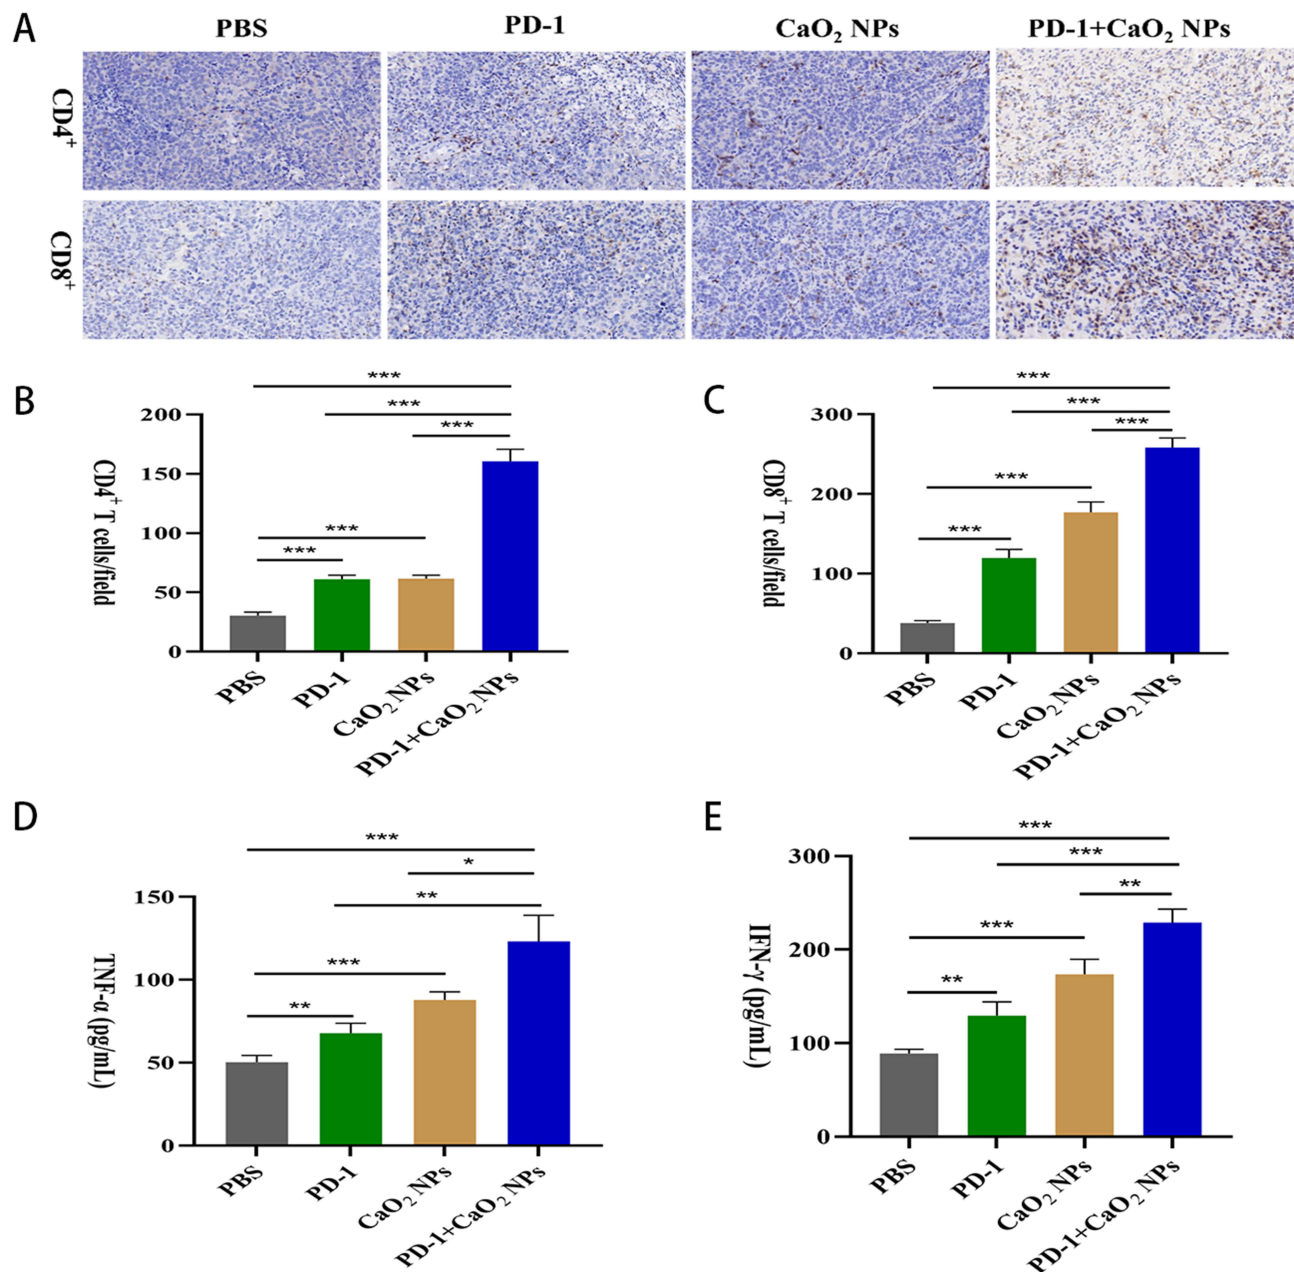 A
PBS
PD-1
CaO₂ NPs
PD-1+CaO₂ NPs
CD4⁺
CD8⁺
B
***
***
***
***
***
200
150
100
50
0
CD4⁺ T cells/field
PBS
PD-1
CaO₂ NPs
PD-1+CaO₂ NPs
C
***
***
***
***
***
300
200
100
0
CD8⁺ T cells/field
PBS
PD-1
CaO₂ NPs
PD-1+CaO₂ NPs
D
***
*
**
***
**
150
100
50
0
TNF-α (pg/mL)
PBS
PD-1
CaO₂ NPs
PD-1+CaO₂ NPs
E
***
***
**
***
**
300
200
100
0
IFN-γ (pg/mL)
PBS
PD-1
CaO₂ NPs
PD-1+CaO₂ NPs